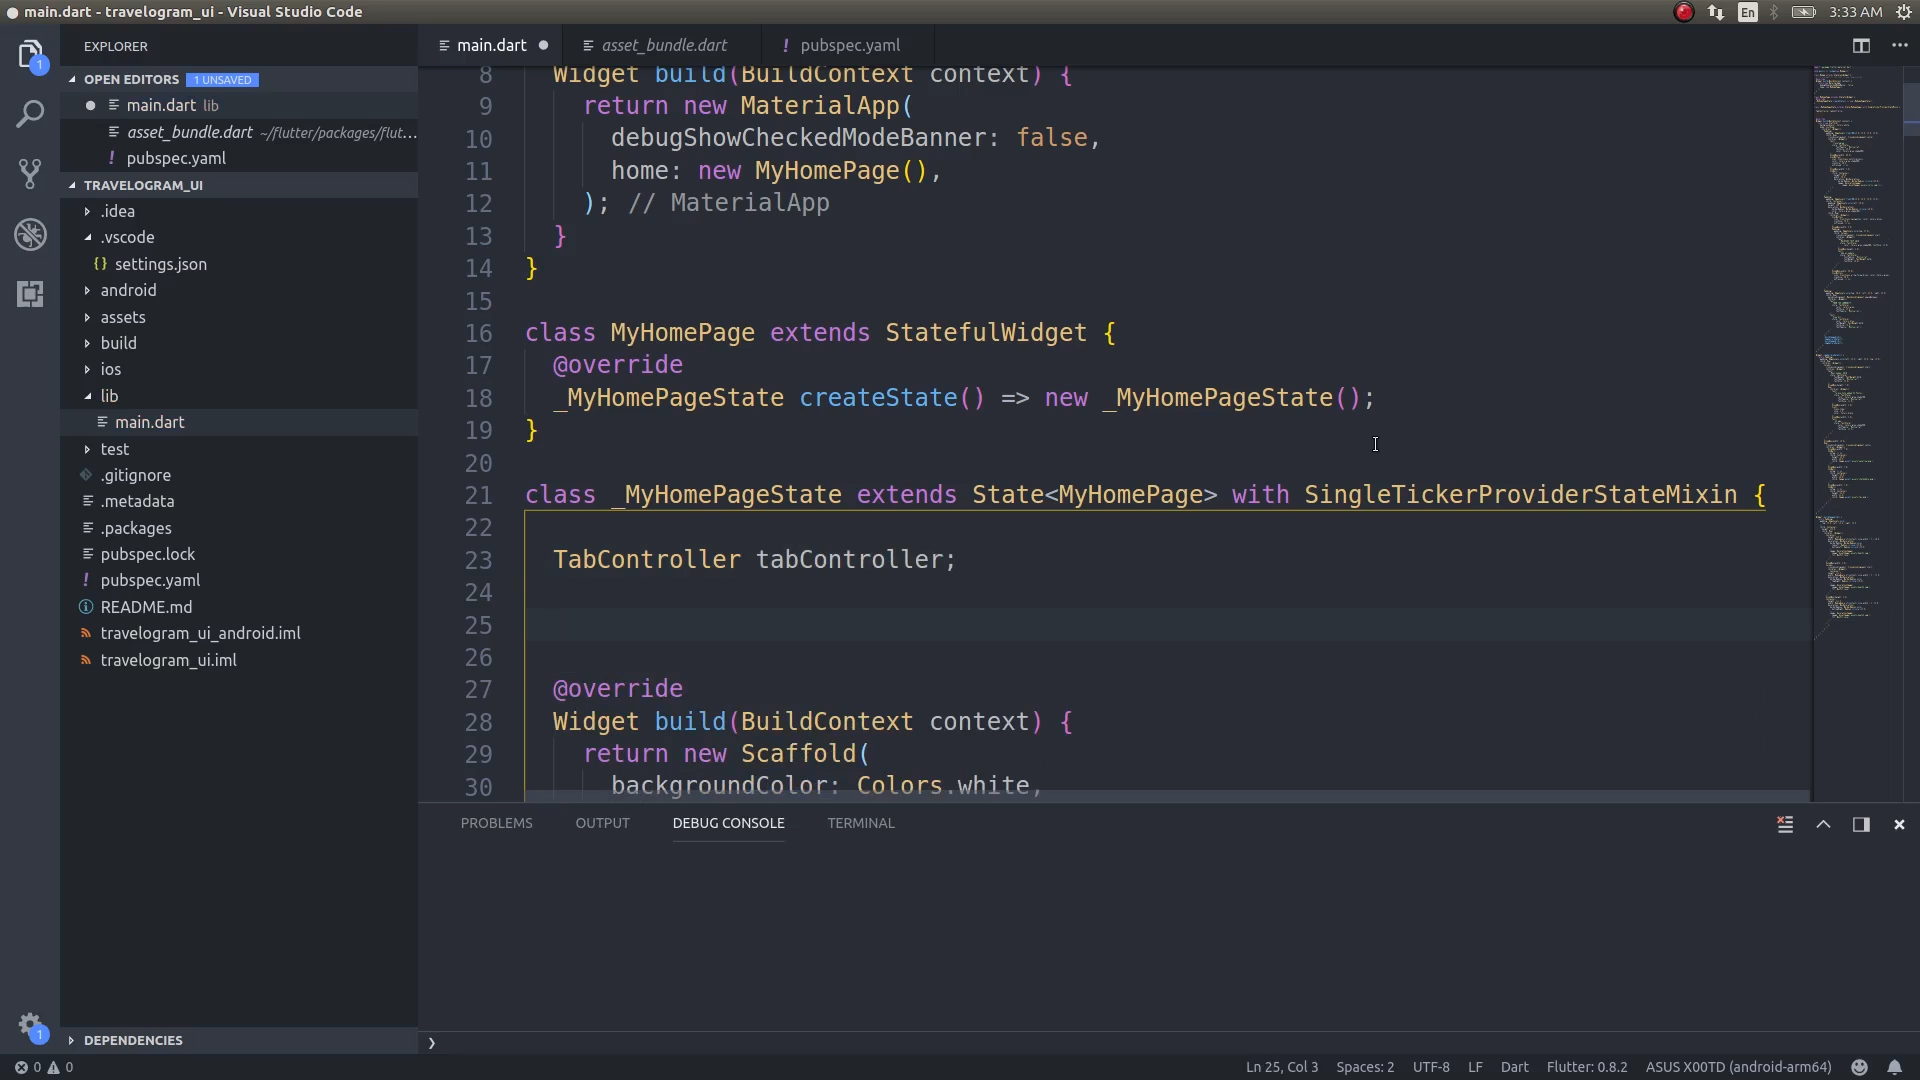 main.dart - travelogram_ui - Visual Studio Code
En
3:33 AM
EXPLORER
main.dart
asset_bundle.dart
! pubspec.yaml
1
OPEN EDITORS 1 UNSAVED
main.dart lib
asset_bundle.dart ~/flutter/packages/flut...
! pubspec.yaml
TRAVELOGRAM_UI
.idea
.vscode
{} settings.json
android
assets
build
ios
lib
main.dart
test
.gitignore
.metadata
.packages
pubspec.lock
! pubspec.yaml
README.md
travelogram_ui_android.iml
travelogram_ui.iml
DEPENDENCIES
1
8 Widget build(BuildContext context) {
9 return new MaterialApp(
10 debugShowCheckedModeBanner: false,
11 home: new MyHomePage(),
12 ); // MaterialApp
13 }
14 }
15
16 class MyHomePage extends StatefulWidget {
17 @override
18 _MyHomePageState createState() => new _MyHomePageState();
19 }
20
21 class _MyHomePageState extends State<MyHomePage> with SingleTickerProviderStateMixin {
22
23 TabController tabController;
24
25
26
27 @override
28 Widget build(BuildContext context) {
29 return new Scaffold(
30 backgroundColor: Colors.white,
PROBLEMS OUTPUT DEBUG CONSOLE TERMINAL
0 0
Ln 25, Col 3 Spaces: 2 UTF-8 LF Dart Flutter: 0.8.2 ASUS X00TD (android-arm64)